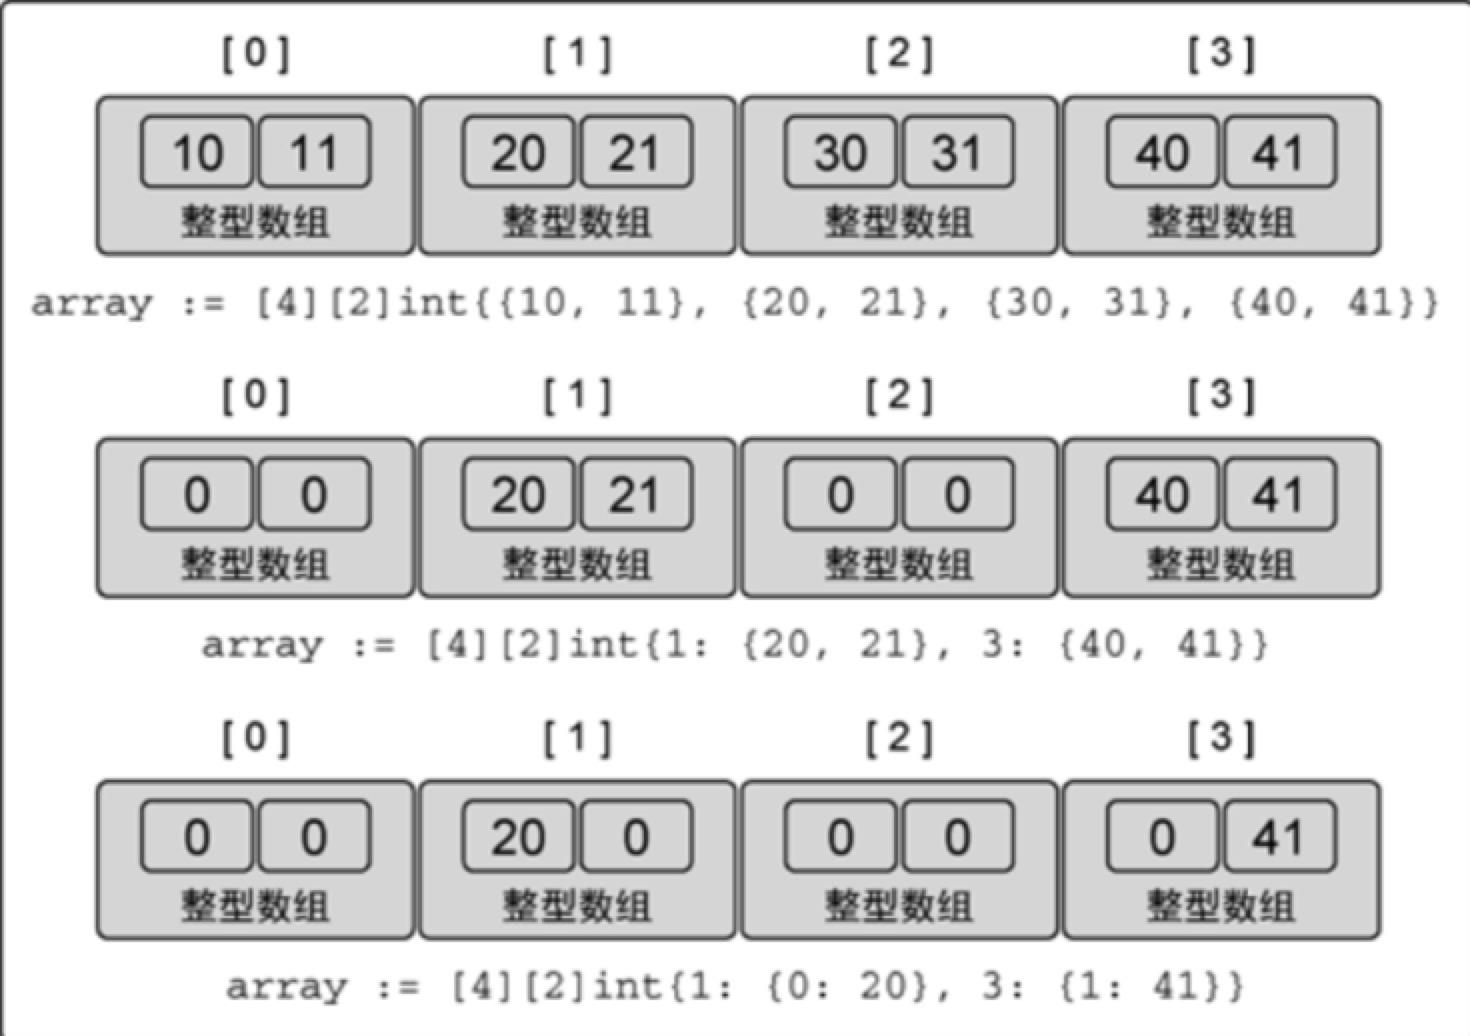 [0] [1] [2] [3]
10 11 20 21 30 31 40 41
整型数组 整型数组 整型数组 整型数组
array := [4][2]int{{10, 11}, {20, 21}, {30, 31}, {40, 41}}
[0] [1] [2] [3]
0 0 20 21 0 0 40 41
整型数组 整型数组 整型数组 整型数组
array := [4][2]int{1: {20, 21}, 3: {40, 41}}
[0] [1] [2] [3]
0 0 20 0 0 0 0 41
整型数组 整型数组 整型数组 整型数组
array := [4][2]int{1: {0: 20}, 3: {1: 41}}